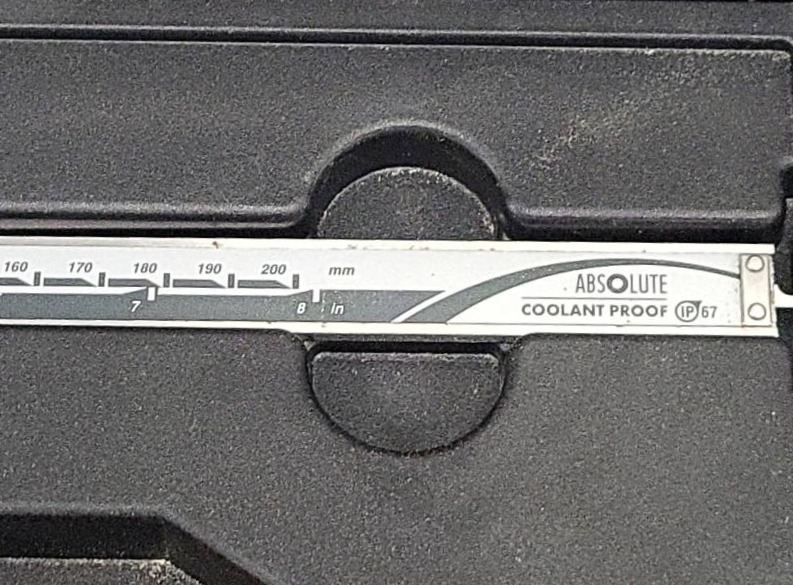 160 170 180 190 200 mm
7 8 in
ABSOLUTE
COOLANT PROOF IP67